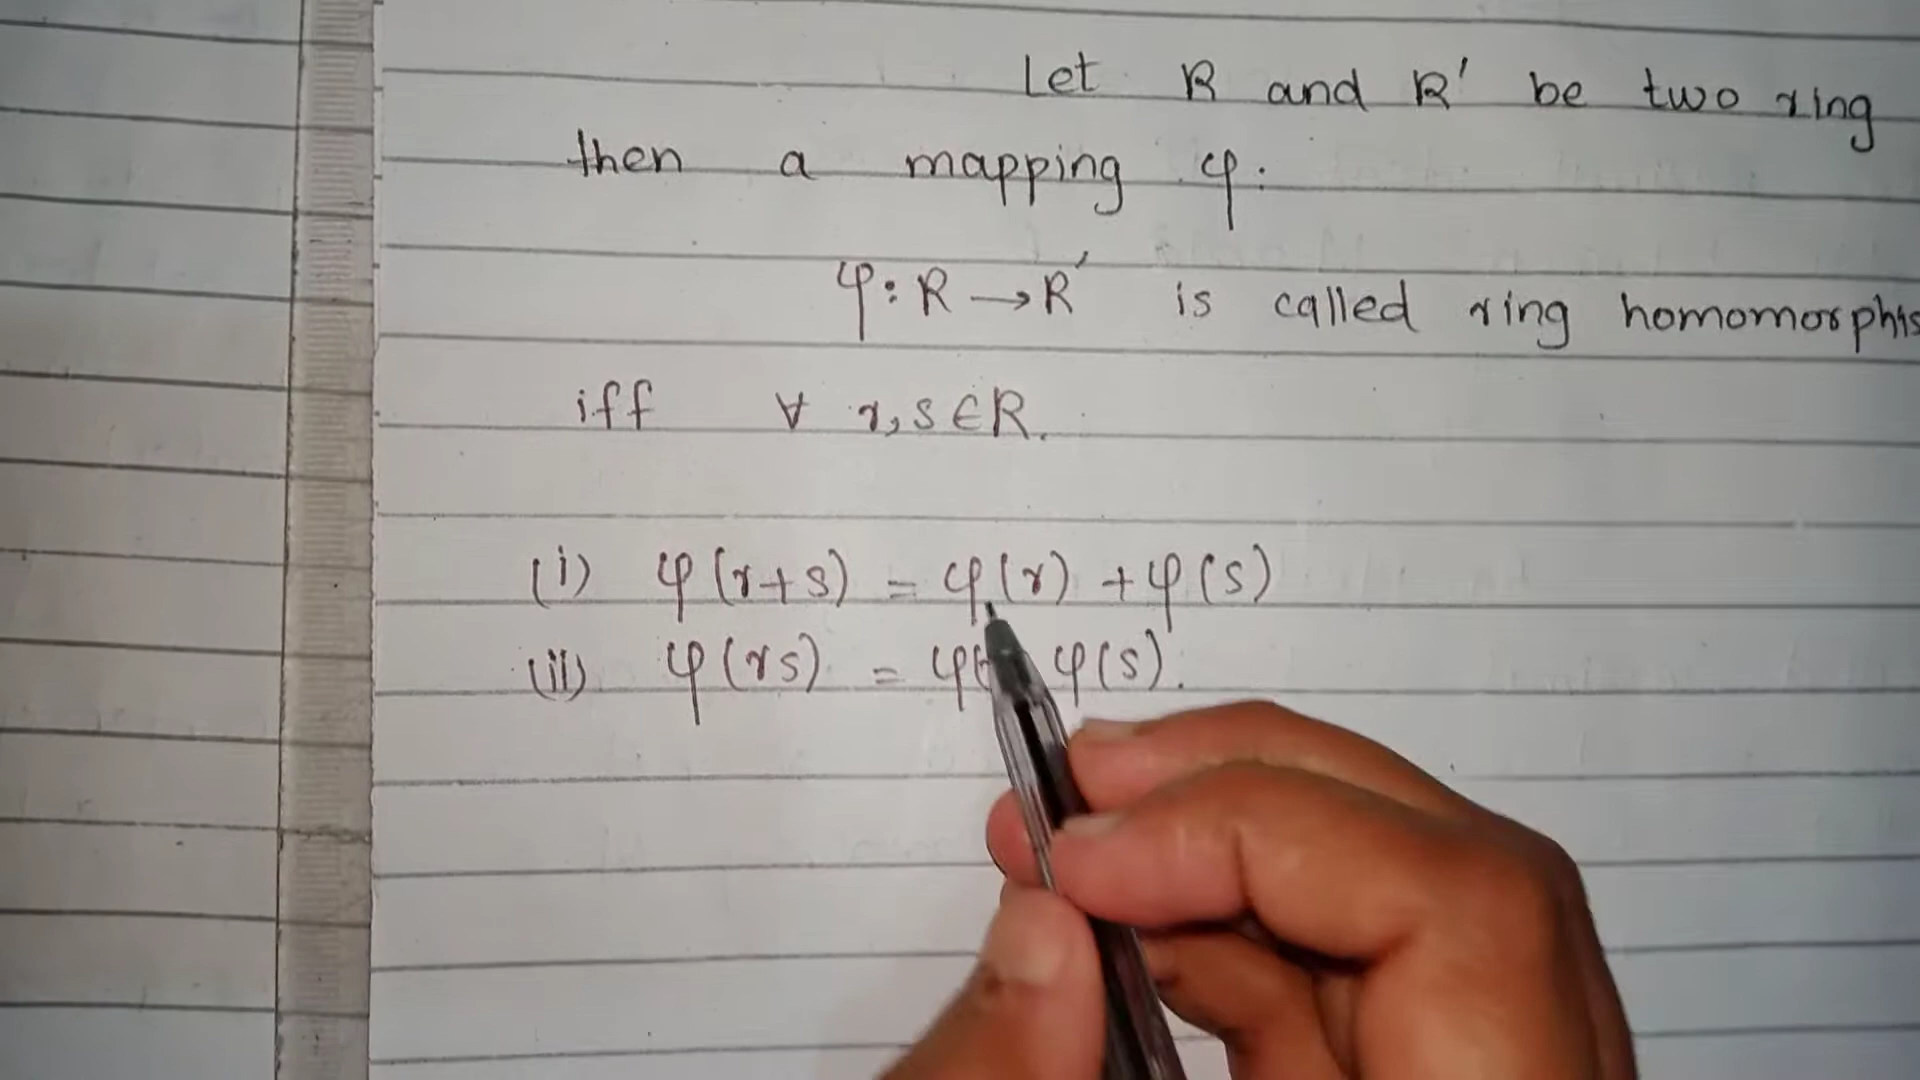 Let R and R' be two ring
then a mapping φ:
φ: R → R' is called ring homomorphis
iff ∀ r, s ∈ R.
(i) φ(r+s) = φ(r) + φ(s)
(ii) φ(rs) = φ( φ(s).